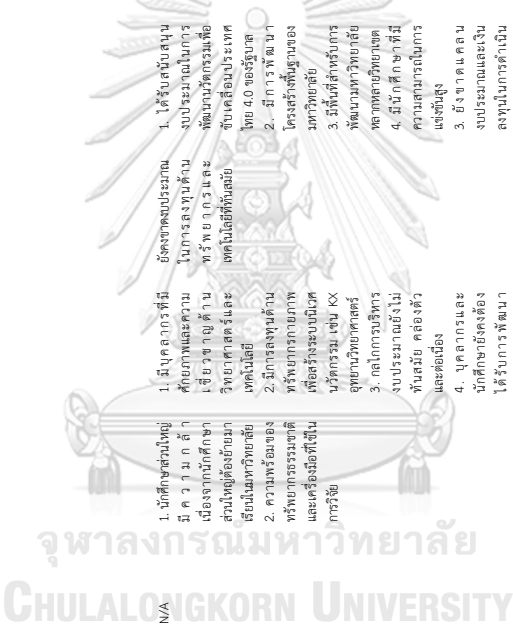 N/A
1. นักศึกษาส่วนใหญ่
มีความกล้า
เนื่องจากนักศึกษา
ส่วนใหญ่ต้องย้ายมา
เรียนในมหาวิทยาลัย
2. ความพร้อมของ
ทรัพยากรธรรมชาติ
และเครื่องมือที่ใช้ใน
การวิจัย
1. มีบุคลากรที่มี
ศักยภาพและความ
เชี่ยวชาญด้าน
วิทยาศาสตร์และ
เทคโนโลยี
2.มีการลงทุนด้าน
ทรัพยากรกายภาพ
เพื่อสร้างระบบนิเวศ
นวัตกรรม เช่น KX
อุทยานวิทยาศาสตร์
3. กลไกการบริหาร
งบประมาณยังไม่
ทันสมัย คล่องตัว
และต่อเนื่อง
4. บุคลากรและ
นักศึกษายังคงต้อง
ได้รับการพัฒนา
ยังคงขาดงบประมาณ
ในการลงทุนด้าน
ทรัพยากรและ
เทคโนโลยีที่ทันสมัย
1. ได้รับสนับสนุน
งบประมาณในการ
พัฒนานวัตกรรมเพื่อ
ขับเคลื่อนประเทศ
ไทย 4.0 ของรัฐบาล
2. มีการพัฒนา
โครงสร้างพื้นฐานของ
มหาวิทยาลัย
3. มีพื้นที่สำหรับการ
พัฒนามหาวิทยาลัย
หลากหลายวิทยาเขต
4. มีนักศึกษาที่มี
ความสามารถในการ
แข่งขันสูง
3. ยังขาดแคลน
งบประมาณและเงิน
ลงทุนในการดำเนิน
จุฬาลงกรณ์มหาวิทยาลัย
CHULALONGKORN UNIVERSITY